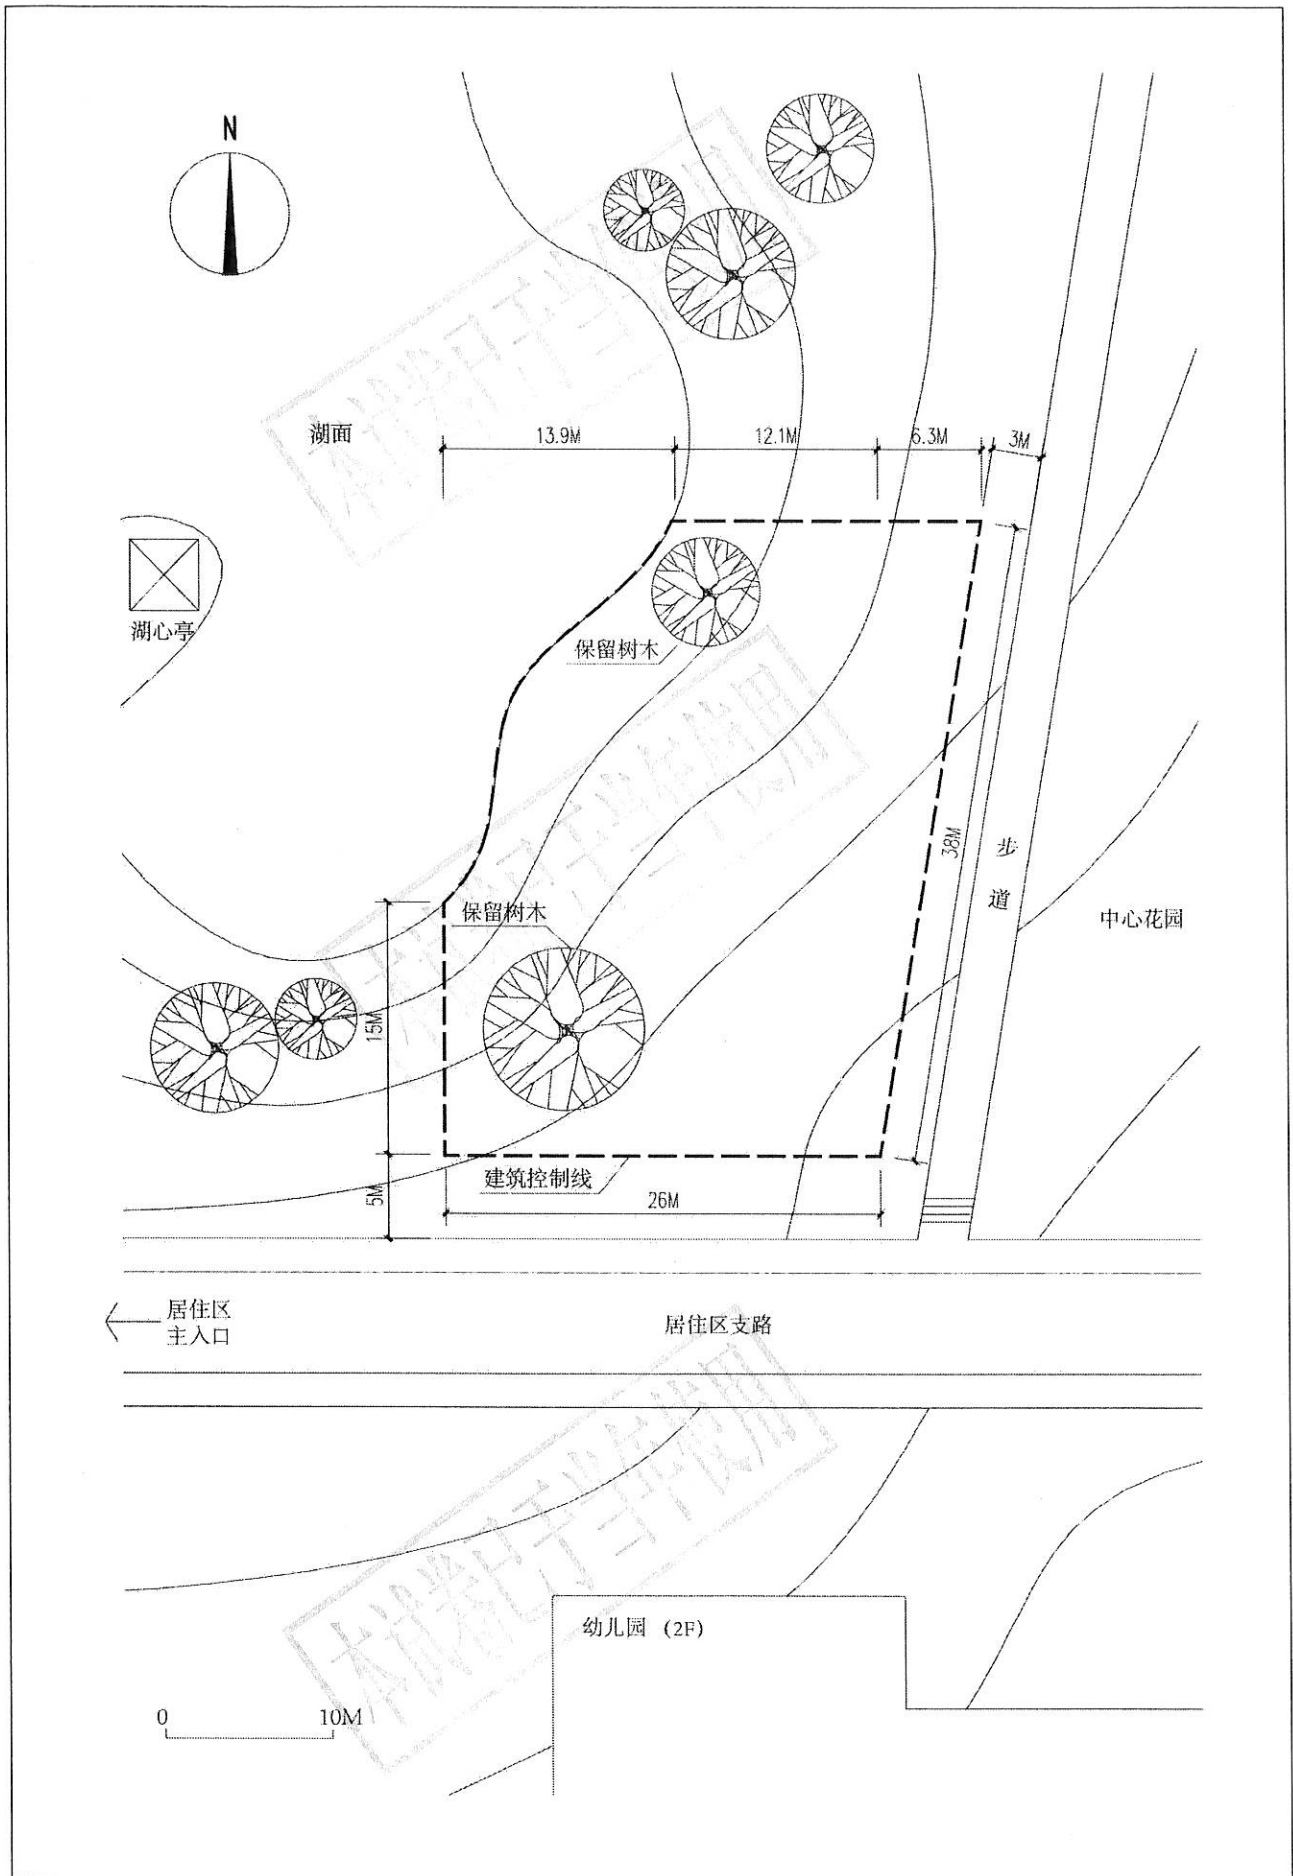 N
湖面
13.9M
12.1M
6.3M
3M
湖心亭
保留树木
38M
步道
保留树木
中心花园
15M
建筑控制线
5M
26M
居住区
主入口
居住区支路
幼儿园 (2F)
0
10M